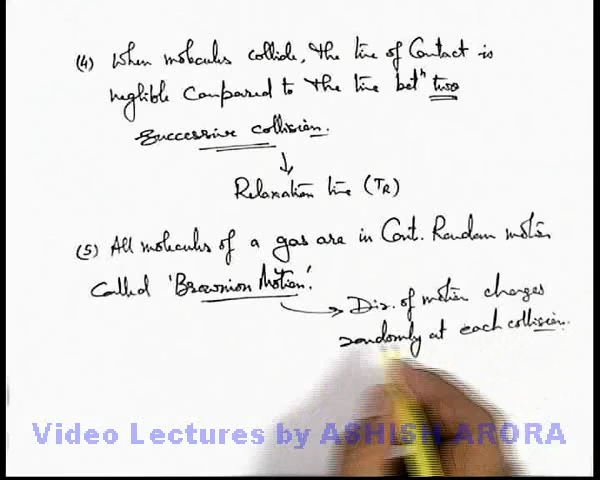 (4) When molecules collide, the time of Contact is
neglible Compared to the time betⁿ two
successive collision.
Relaxation time (TR)
(5) All molecules of a gas are in Cont. Random motion
Called 'Brownion Motion'.
Dir. of motion changes
randomly at each collision.
Video Lectures by ASHISH ARORA